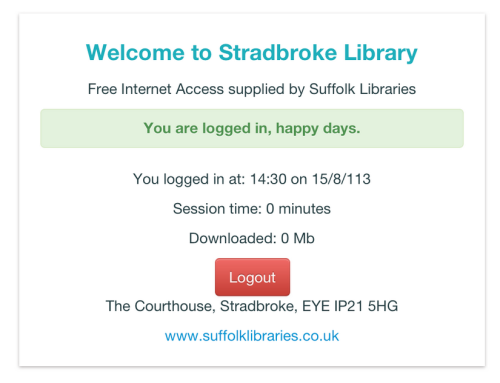 Welcome to Stradbroke Library
Free Internet Access supplied by Suffolk Libraries
You are logged in, happy days.
You logged in at: 14:30 on 15/8/113
Session time: 0 minutes
Downloaded: 0 Mb
Logout
The Courthouse, Stradbroke, EYE IP21 5HG
www.suffolklibraries.co.uk